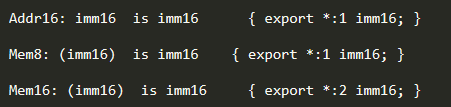 Addr16: imm16  is imm16      { export *:1 imm16; }
Mem8: (imm16)  is imm16    { export *:1 imm16; }
Mem16: (imm16)  is imm16     { export *:2 imm16; }